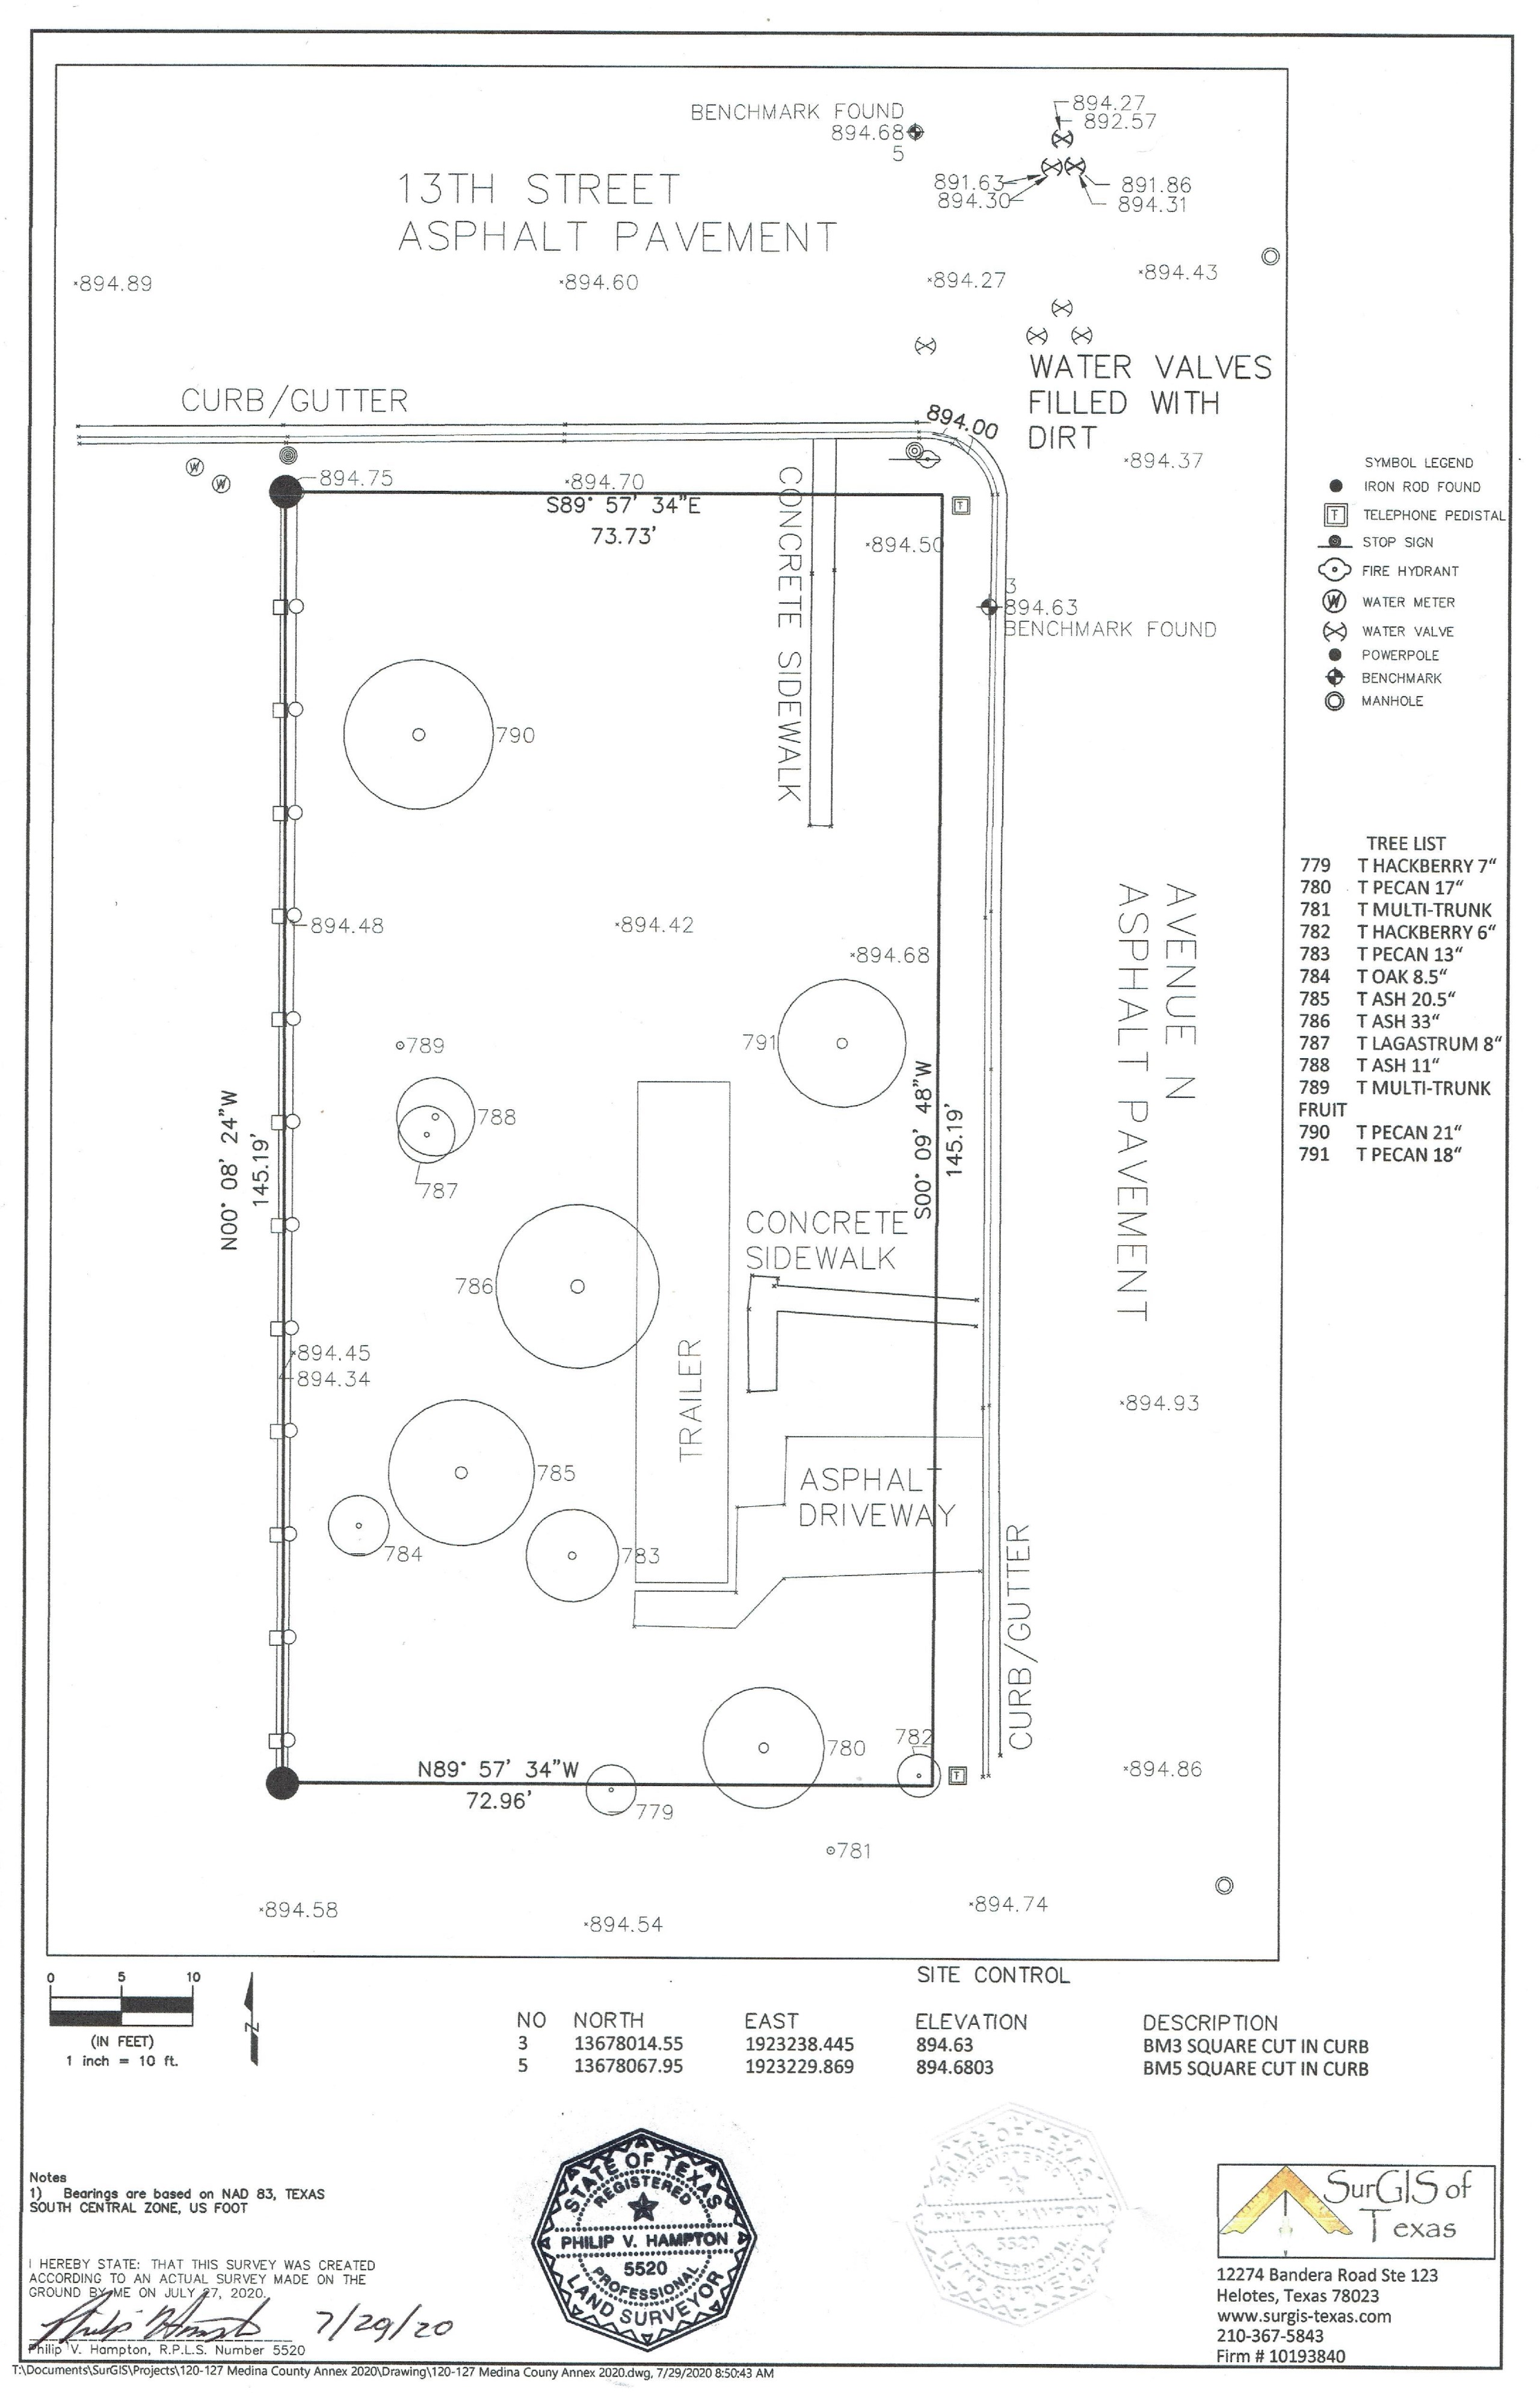 BENCHMARK FOUND
894.68
5
894.27
892.57
891.63
894.30
891.86
894.31
13TH STREET
ASPHALT PAVEMENT
894.89
894.60
894.27
894.43
WATER VALVES
FILLED WITH
DIRT
CURB/GUTTER
894.00
894.37
W
W
894.75
894.70
S89° 57' 34"E
73.73'
T
894.50
CONCRETE SIDEWALK
3
894.63
BENCHMARK FOUND
SYMBOL LEGEND
IRON ROD FOUND
T TELEPHONE PEDISTAL
STOP SIGN
FIRE HYDRANT
W WATER METER
WATER VALVE
POWERPOLE
BENCHMARK
MANHOLE
790
894.48
894.42
894.68
TREE LIST
779 T HACKBERRY 7“
780 T PECAN 17“
781 T MULTI-TRUNK
782 T HACKBERRY 6“
783 T PECAN 13“
784 T OAK 8.5“
785 T ASH 20.5“
786 T ASH 33“
787 T LAGASTRUM 8“
788 T ASH 11“
789 T MULTI-TRUNK
FRUIT
790 T PECAN 21“
791 T PECAN 18“
AVENUE N
ASPHALT PAVEMENT
789
791
788
787
N00° 08' 24"W
145.19'
S00° 09' 48"W
145.19'
CONCRETE
SIDEWALK
786
TRAILER
894.45
894.34
894.93
785
ASPHALT
DRIVEWAY
784
783
CURB/GUTTER
780
782
N89° 57' 34"W
72.96'
779
T
894.86
781
894.58
894.54
894.74
0 5 10
(IN FEET)
1 inch = 10 ft.
N
SITE CONTROL
NO NORTH EAST ELEVATION DESCRIPTION
3 13678014.55 1923238.445 894.63 BM3 SQUARE CUT IN CURB
5 13678067.95 1923229.869 894.6803 BM5 SQUARE CUT IN CURB
Notes
1) Bearings are based on NAD 83, TEXAS
SOUTH CENTRAL ZONE, US FOOT
I HEREBY STATE: THAT THIS SURVEY WAS CREATED
ACCORDING TO AN ACTUAL SURVEY MADE ON THE
GROUND BY ME ON JULY 27, 2020.
7/29/20
Philip V. Hampton, R.P.L.S. Number 5520
STATE OF TEXAS
REGISTERED
PHILIP V. HAMPTON
5520
PROFESSIONAL
LAND SURVEYOR
STATE OF TEXAS
REGISTERED
PHILIP V. HAMPTON
5520
PROFESSIONAL
LAND SURVEYOR
SurGIS of
Texas
12274 Bandera Road Ste 123
Helotes, Texas 78023
www.surgis-texas.com
210-367-5843
Firm # 10193840
T:\Documents\SurGIS\Projects\120-127 Medina County Annex 2020\Drawing\120-127 Medina Couny Annex 2020.dwg, 7/29/2020 8:50:43 AM